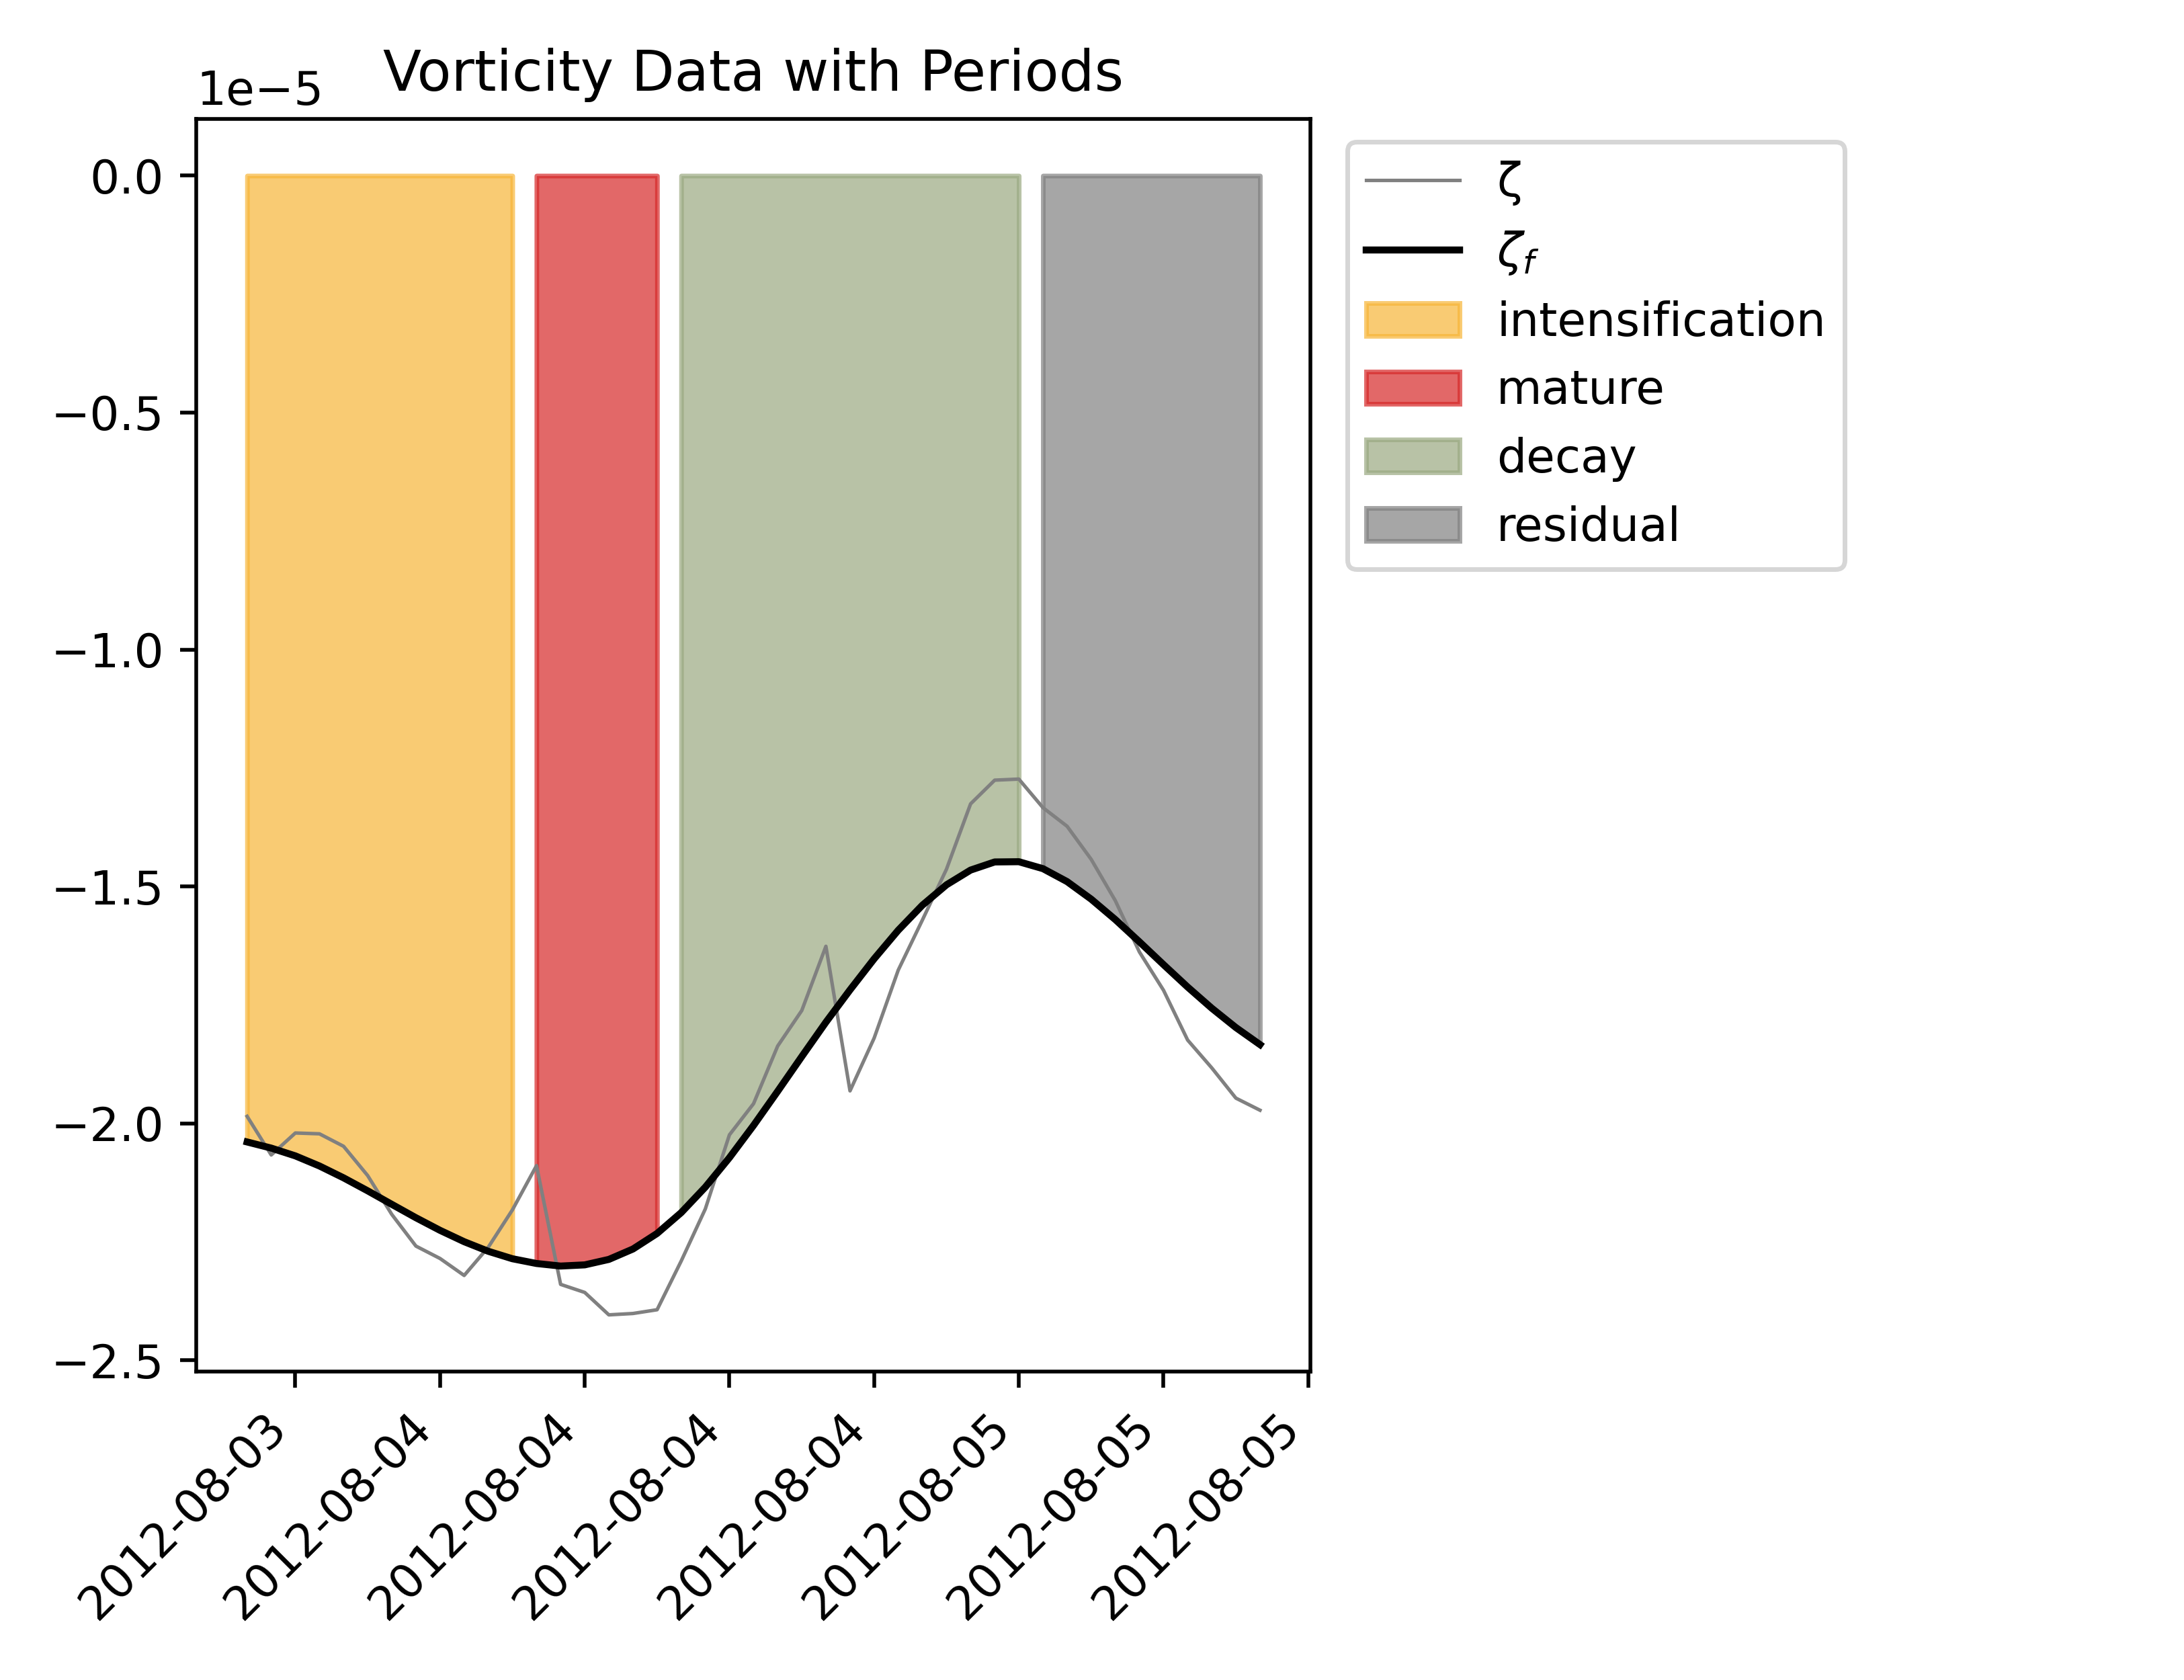 Vorticity Data with Periods
1e−5
0.0
−0.5
−1.0
−1.5
−2.0
−2.5
2012-08-03
2012-08-04
2012-08-04
2012-08-04
2012-08-04
2012-08-05
2012-08-05
2012-08-05
ζ
ζf
intensification
mature
decay
residual